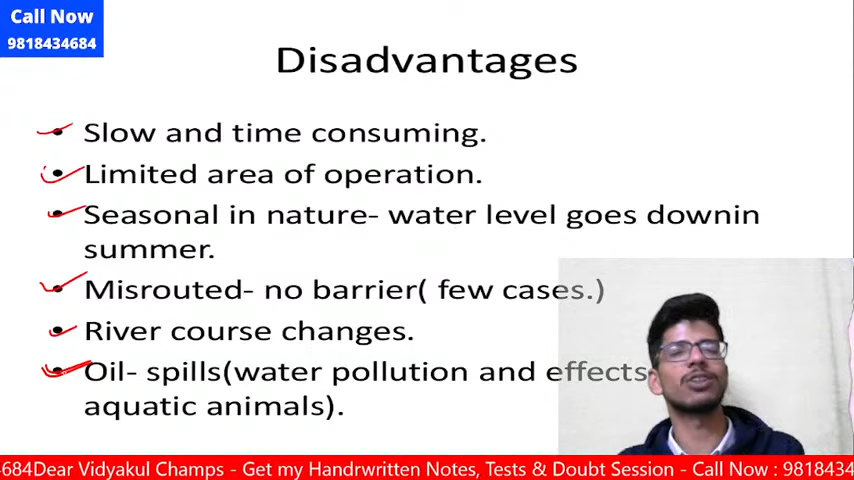 Call Now
9818434684
Disadvantages
Slow and time consuming.
Limited area of operation.
Seasonal in nature- water level goes downin
summer.
Misrouted- no barrier( few cases.)
River course changes.
Oil- spills(water pollution and effects
aquatic animals).
4684Dear Vidyakul Champs - Get my Handrwritten Notes, Tests & Doubt Session - Call Now : 9818434